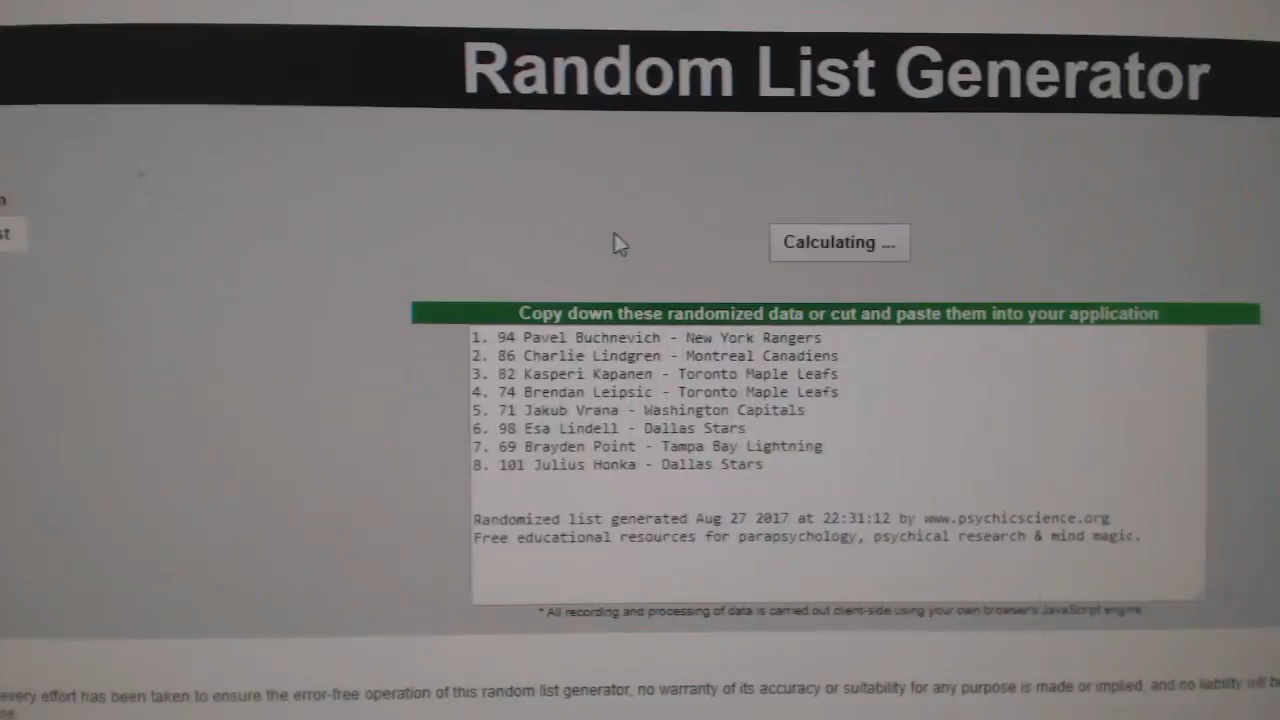 Random List Generator
st
Calculating ...
Copy down these randomized data or cut and paste them into your application
1. 94 Pavel Buchnevich - New York Rangers
2. 86 Charlie Lindgren - Montreal Canadiens
3. 82 Kasperi Kapanen - Toronto Maple Leafs
4. 74 Brendan Leipsic - Toronto Maple Leafs
5. 71 Jakub Vrana - Washington Capitals
6. 98 Esa Lindell - Dallas Stars
7. 69 Brayden Point - Tampa Bay Lightning
8. 101 Julius Honka - Dallas Stars
Randomized list generated Aug 27 2017 at 22:31:12 by www.psychicscience.org
Free educational resources for parapsychology, psychical research & mind magic.
* All recording and processing of data is carried out client-side using your own browser's JavaScript engine
every effort has been taken to ensure the error-free operation of this random list generator, no warranty of its accuracy or suitability for any purpose is made or implied, and no liability will be